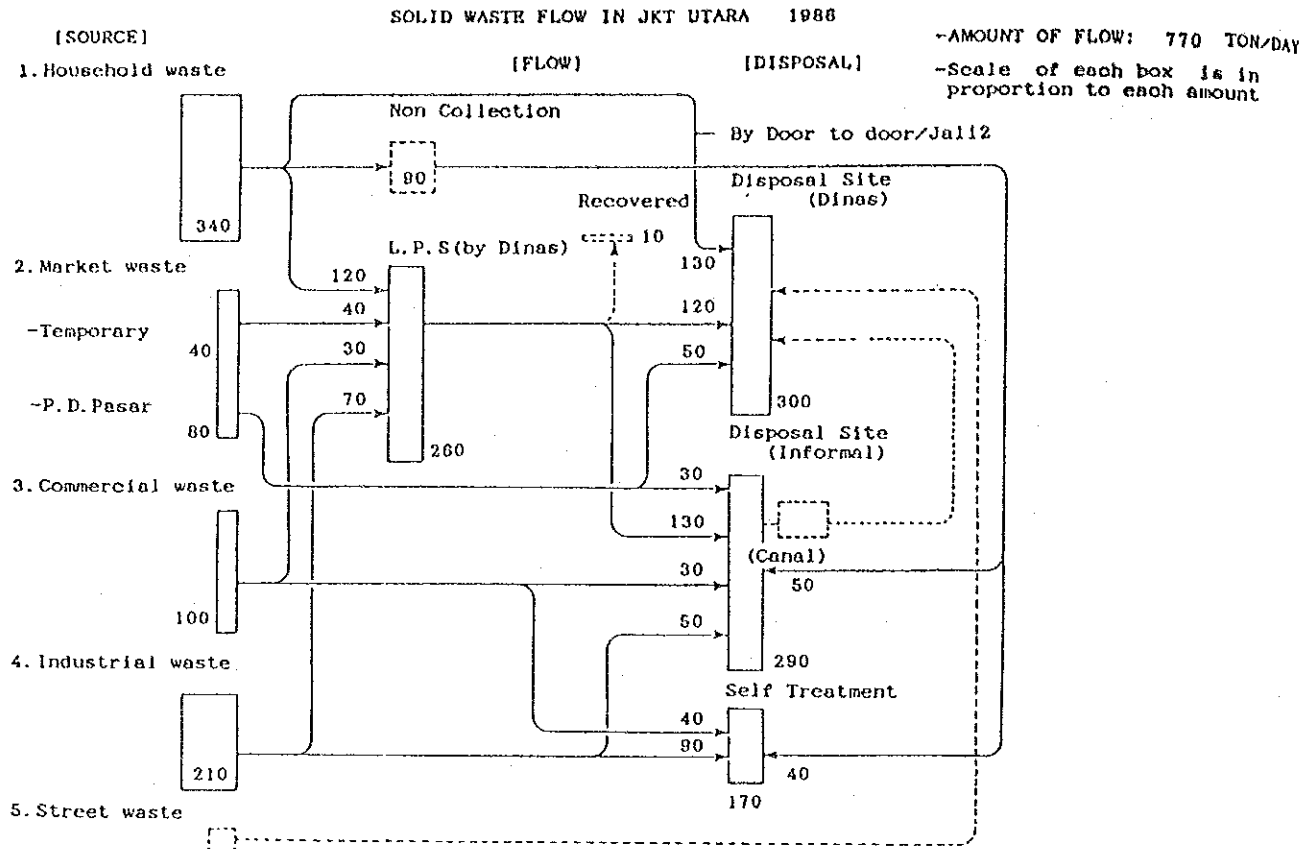 SOLID WASTE FLOW IN JKT UTARA 1988
-AMOUNT OF FLOW: 770 TON/DAY
-Scale of each box is in
proportion to each amount
[SOURCE]
[FLOW]
[DISPOSAL]
1.Household waste
340
Non Collection
90
By Door to door/Jali2
Recovered
10
Disposal Site
(Dinas)
2.Market waste
-Temporary
40
-P.D.Pasar
80
L.P.S(by Dinas)
120
40
30
70
260
130
120
50
300
Disposal Site
(Informal)
3.Commercial waste
100
30
130
30
50
(Canal)
50
290
4.Industrial waste
210
Self Treatment
40
90
40
170
5.Street waste